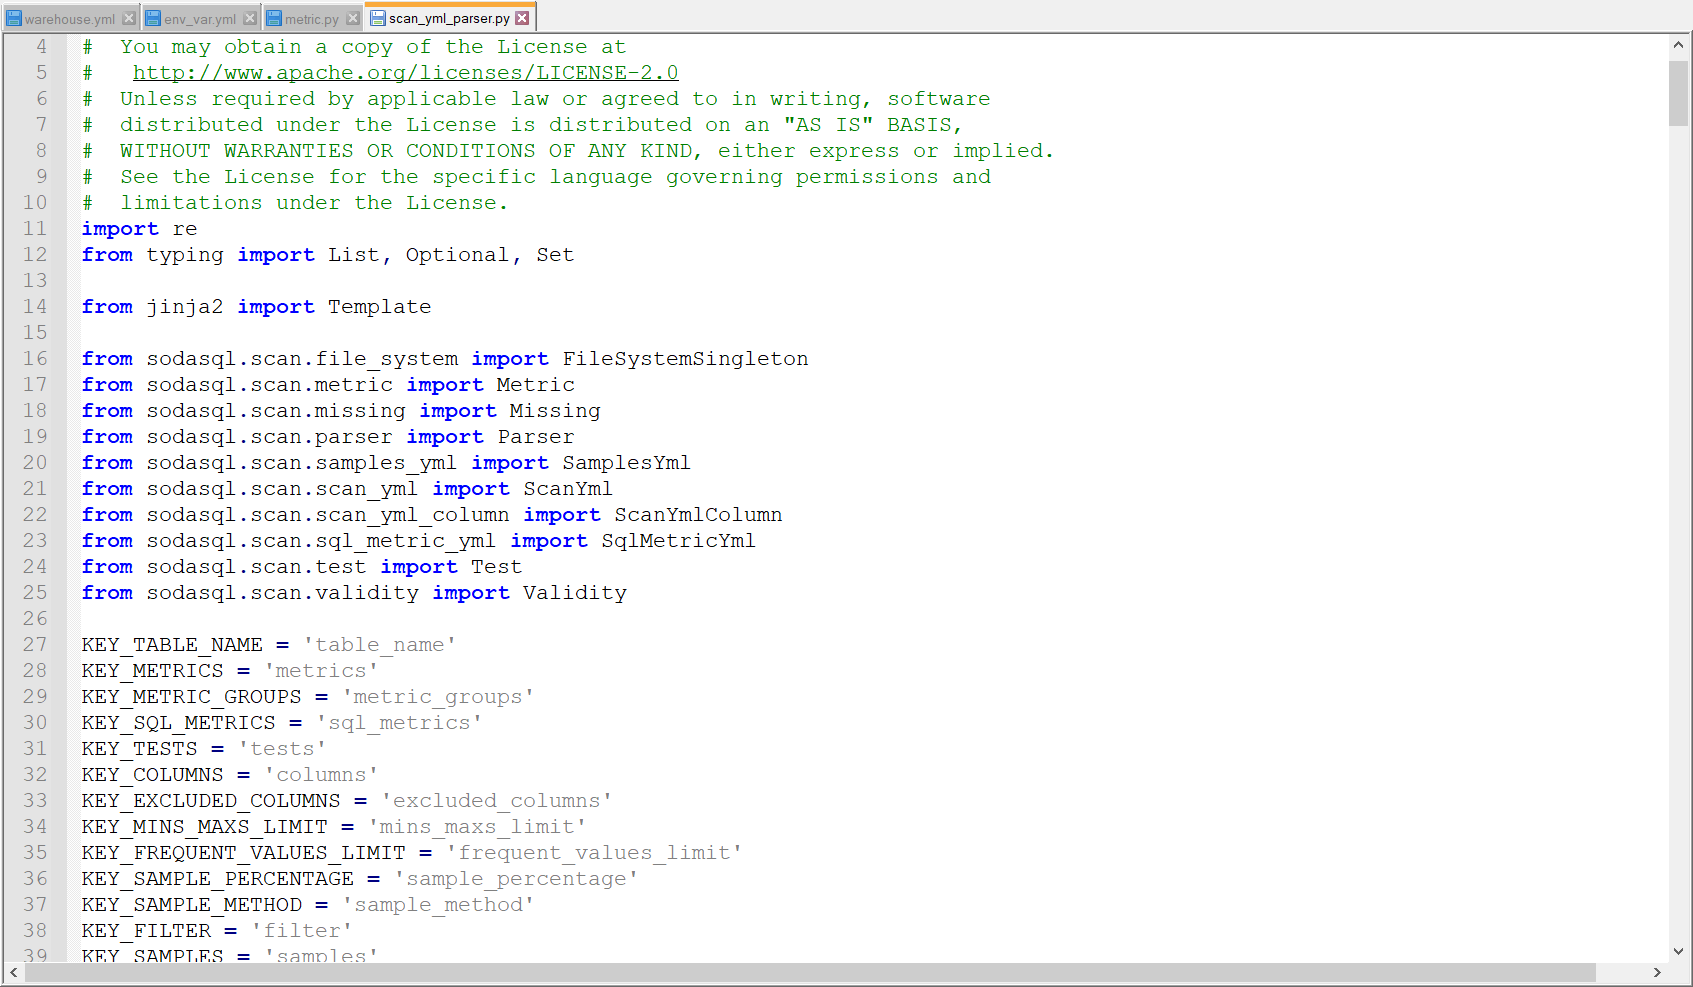 warehouse.yml env_var.yml metric.py scan_yml_parser.py
4 # You may obtain a copy of the License at
5 # http://www.apache.org/licenses/LICENSE-2.0
6 # Unless required by applicable law or agreed to in writing, software
7 # distributed under the License is distributed on an "AS IS" BASIS,
8 # WITHOUT WARRANTIES OR CONDITIONS OF ANY KIND, either express or implied.
9 # See the License for the specific language governing permissions and
10 # limitations under the License.
11 import re
12 from typing import List, Optional, Set
13
14 from jinja2 import Template
15
16 from sodasql.scan.file_system import FileSystemSingleton
17 from sodasql.scan.metric import Metric
18 from sodasql.scan.missing import Missing
19 from sodasql.scan.parser import Parser
20 from sodasql.scan.samples_yml import SamplesYml
21 from sodasql.scan.scan_yml import ScanYml
22 from sodasql.scan.scan_yml_column import ScanYmlColumn
23 from sodasql.scan.sql_metric_yml import SqlMetricYml
24 from sodasql.scan.test import Test
25 from sodasql.scan.validity import Validity
26
27 KEY_TABLE_NAME = 'table_name'
28 KEY_METRICS = 'metrics'
29 KEY_METRIC_GROUPS = 'metric_groups'
30 KEY_SQL_METRICS = 'sql_metrics'
31 KEY_TESTS = 'tests'
32 KEY_COLUMNS = 'columns'
33 KEY_EXCLUDED_COLUMNS = 'excluded_columns'
34 KEY_MINS_MAXS_LIMIT = 'mins_maxs_limit'
35 KEY_FREQUENT_VALUES_LIMIT = 'frequent_values_limit'
36 KEY_SAMPLE_PERCENTAGE = 'sample_percentage'
37 KEY_SAMPLE_METHOD = 'sample_method'
38 KEY_FILTER = 'filter'
39 KEY_SAMPLES = 'samples'